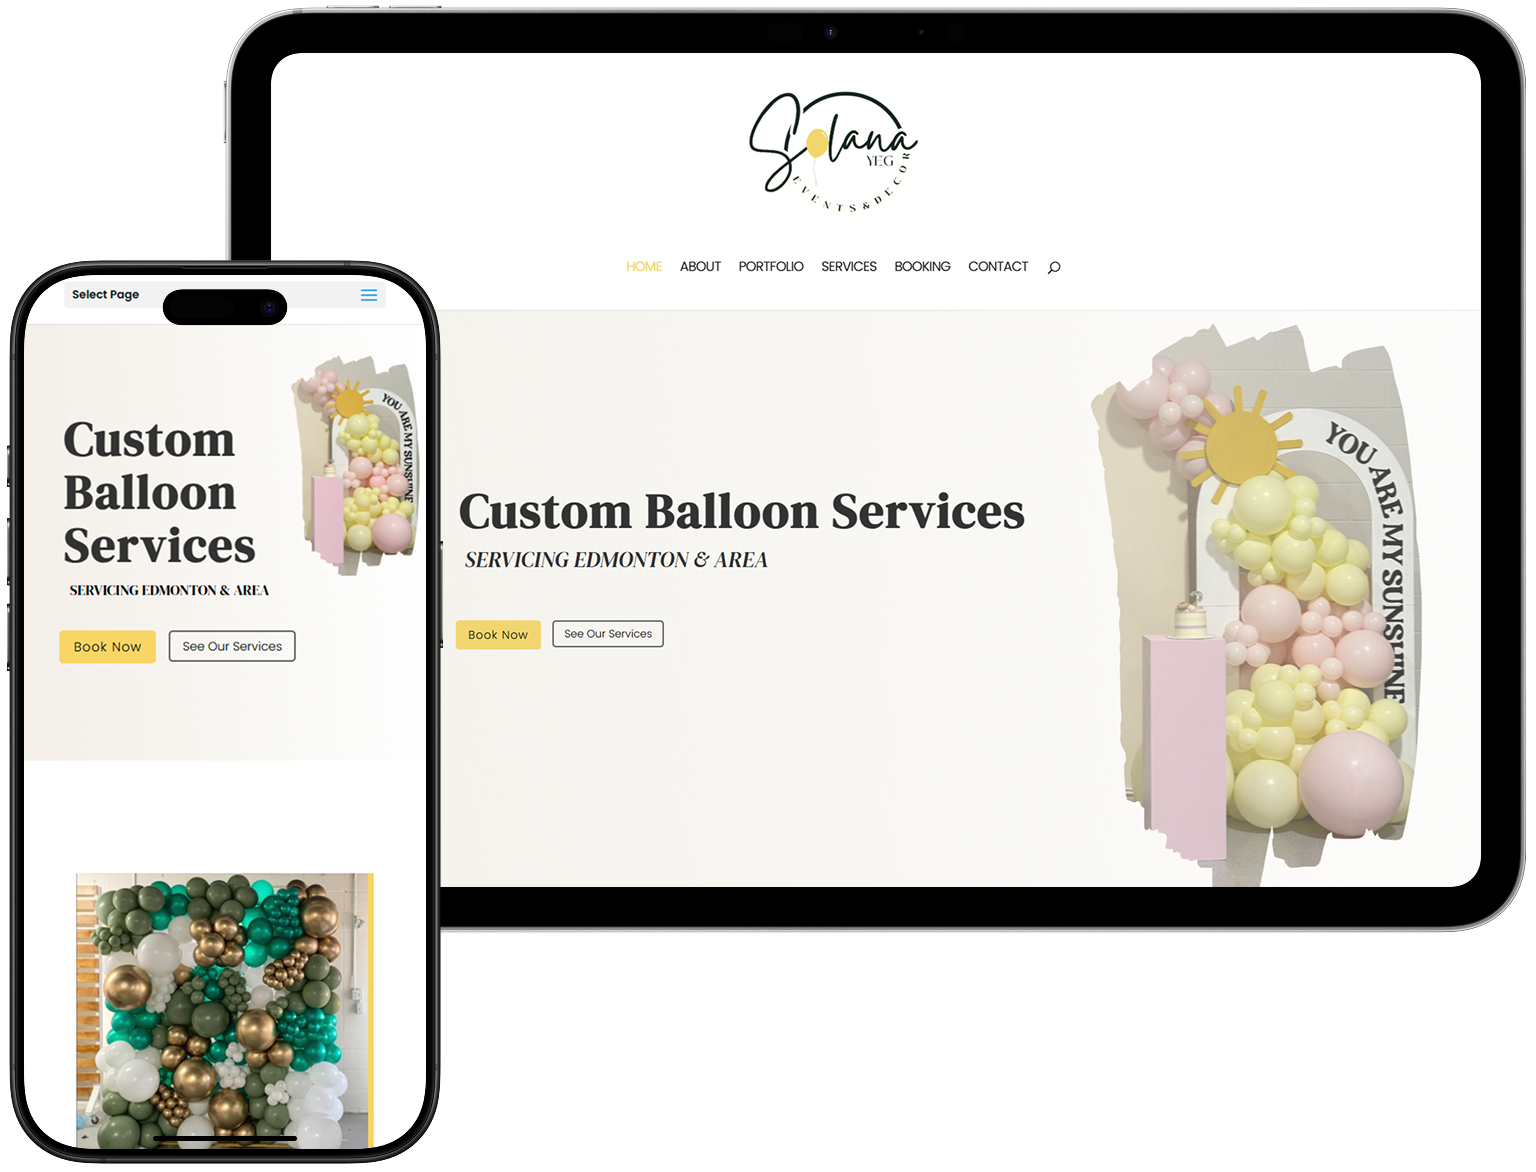 Solana
YEG
EVENTS & DECOR
HOME ABOUT PORTFOLIO SERVICES BOOKING CONTACT
Custom Balloon Services
SERVICING EDMONTON & AREA
Book Now See Our Services
YOU ARE MY SUNSHINE
Select Page
Custom
Balloon
Services
SERVICING EDMONTON & AREA
Book Now See Our Services
YOU ARE MY SUNSHINE